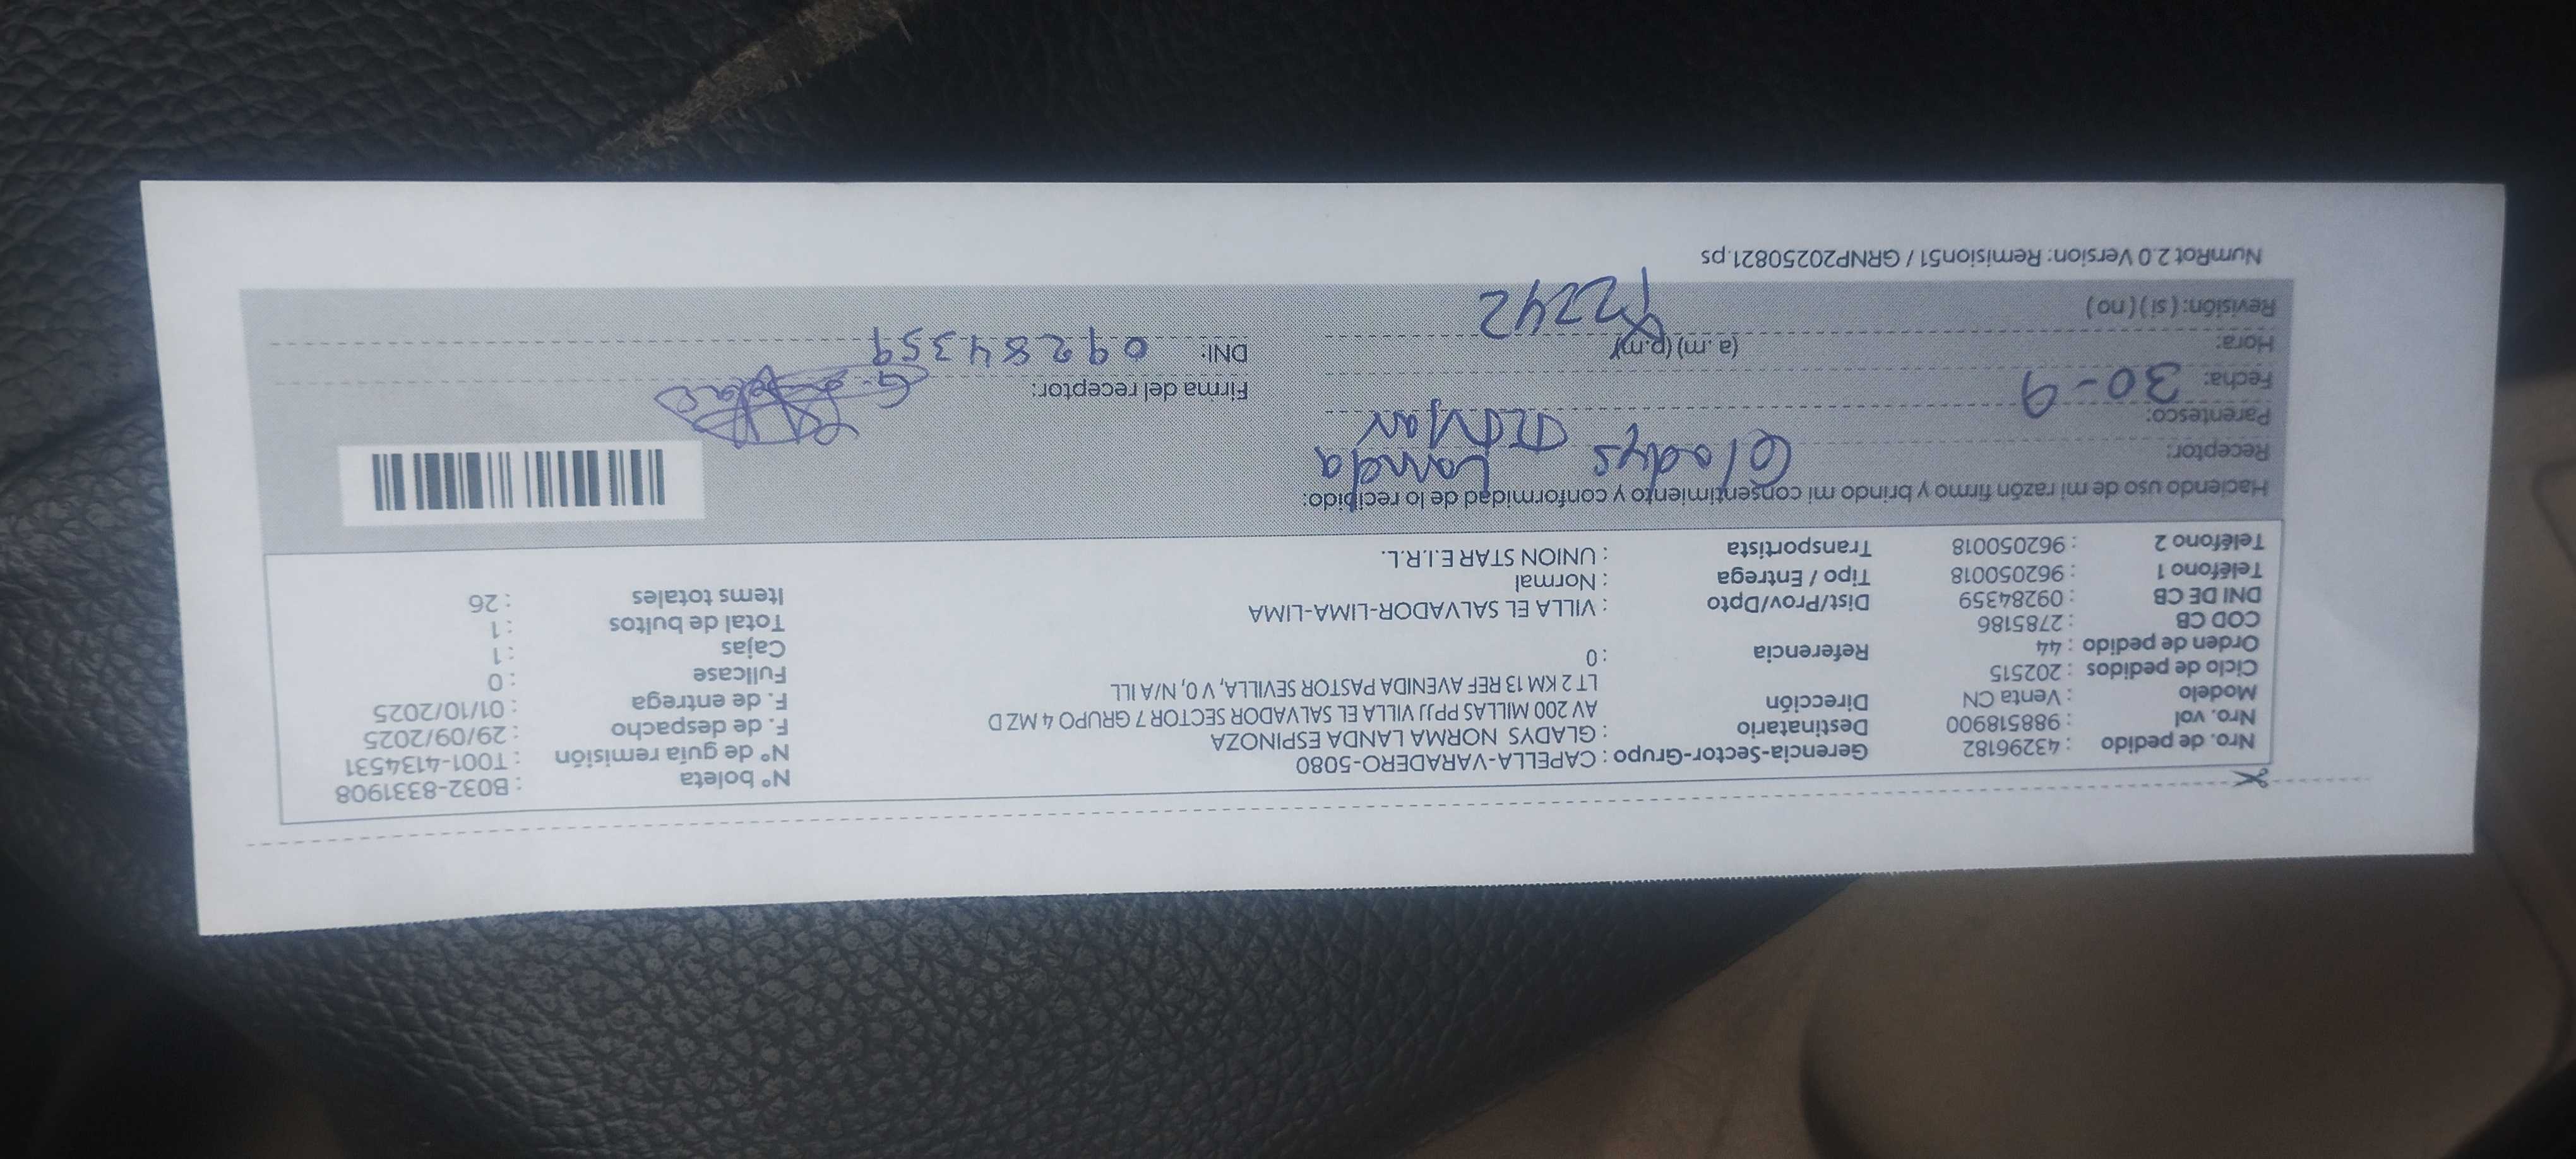 Nro. de pedido : 43296182 Gerencia-Sector-Grupo : CAPELLA-VARADERO-5080 N° boleta : B032-8331908
Nro. vol : 988518900 Destinatario : GLADYS NORMA LANDA ESPINOZA N° de guía remisión : T001-4134531
Modelo : Venta CN Dirección AV 200 MILLAS PPJJ VILLA EL SALVADOR SECTOR 7 GRUPO 4 MZ D F. de despacho : 29/09/2025
Ciclo de pedidos : 202515 LT 2 KM 13 REF AVENIDA PASTOR SEVILLA, V 0, N/A ILL F. de entrega : 01/10/2025
Orden de pedido : 44 Referencia : 0 Fullcase : 0
COD CB : 2785186 Cajas : 1
DNI DE CB : 09284359 Dist/Prov/Dpto : VILLA EL SALVADOR-LIMA-LIMA Total de bultos : 1
Teléfono 1 : 962050018 Tipo / Entrega : Normal Items totales : 26
Teléfono 2 : 962050018 Transportista : UNION STAR E.I.R.L.
Haciendo uso de mi razón firmo y brindo mi consentimiento y conformidad de lo recibido:
Receptor: Gladys Landa
Parentesco: Titular
Fecha: 30-9 Firma del receptor:
Hora: (a. m) (p.m) DNI: 09284359
Revisión: ( si ) ( no ) 2242
NumRot 2.0 Version: Remision51 / GRNP20250821.ps